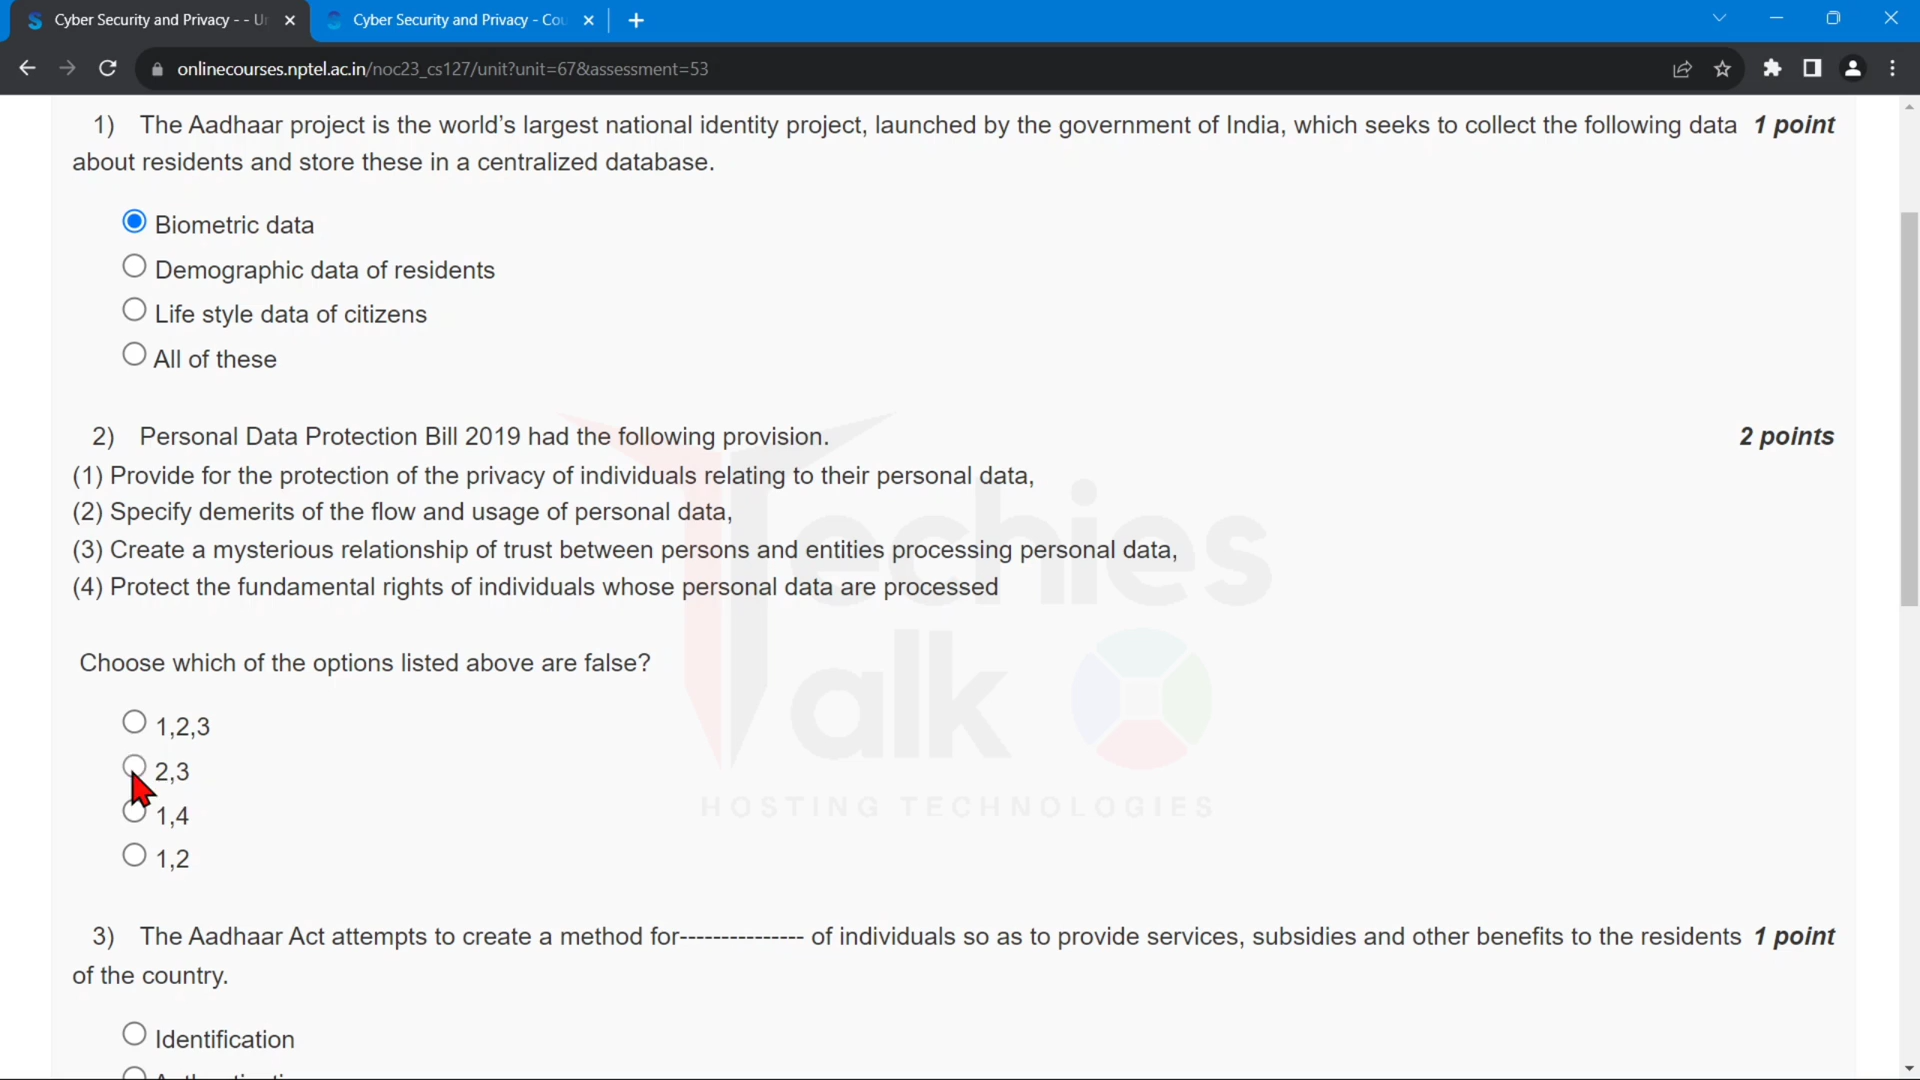 Cyber Security and Privacy - - U
Cyber Security and Privacy - Cou
onlinecourses.nptel.ac.in/noc23_cs127/unit?unit=67&assessment=53
1) The Aadhaar project is the world’s largest national identity project, launched by the government of India, which seeks to collect the following data 1 point
about residents and store these in a centralized database.
Biometric data
Demographic data of residents
Life style data of citizens
All of these
2) Personal Data Protection Bill 2019 had the following provision. 2 points
(1) Provide for the protection of the privacy of individuals relating to their personal data,
(2) Specify demerits of the flow and usage of personal data,
(3) Create a mysterious relationship of trust between persons and entities processing personal data,
(4) Protect the fundamental rights of individuals whose personal data are processed
Techies
Talk
HOSTING TECHNOLOGIES
Choose which of the options listed above are false?
1,2,3
2,3
1,4
1,2
3) The Aadhaar Act attempts to create a method for--------------- of individuals so as to provide services, subsidies and other benefits to the residents 1 point
of the country.
Identification